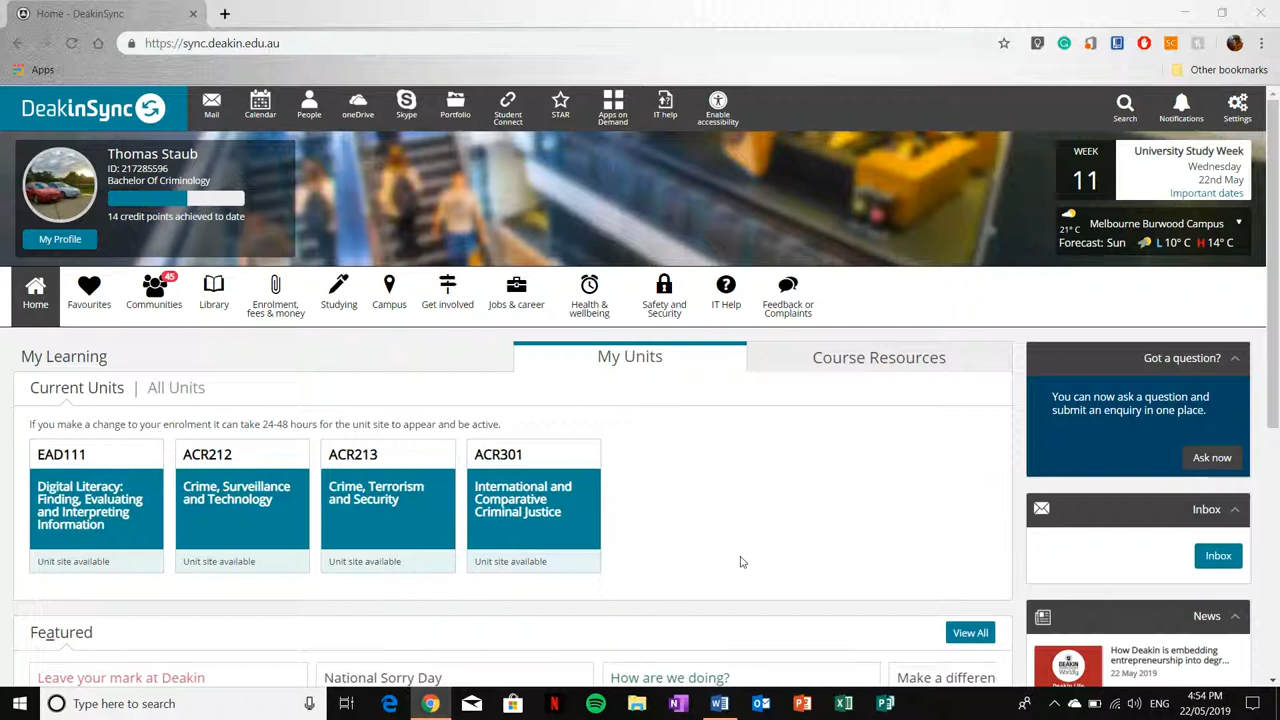 Home - DeakinSync
https://sync.deakin.edu.au
Apps
Other bookmarks
DeakinSync
Mail
Calendar
People
oneDrive
Skype
Portfolio
Student
Connect
STAR
Apps on
Demand
IT help
Enable
accessibility
Search
Notifications
Settings
Thomas Staub
ID: 217285596
Bachelor Of Criminology
14 credit points achieved to date
My Profile
WEEK
11
University Study Week
Wednesday
22nd May
Important dates
21° C
Melbourne Burwood Campus
Forecast: Sun L 10° C H 14° C
Home
Favourites
45
Communities
Library
Enrolment,
fees & money
Studying
Campus
Get involved
Jobs & career
Health &
wellbeing
Safety and
Security
IT Help
Feedback or
Complaints
My Learning
My Units
Course Resources
Current Units | All Units
If you make a change to your enrolment it can take 24-48 hours for the unit site to appear and be active.
EAD111
Digital Literacy:
Finding, Evaluating
and Interpreting
Information
Unit site available
ACR212
Crime, Surveillance
and Technology
Unit site available
ACR213
Crime, Terrorism
and Security
Unit site available
ACR301
International and
Comparative
Criminal Justice
Unit site available
Got a question?
You can now ask a question and
submit an enquiry in one place.
Ask now
Inbox
Inbox
News
How Deakin is embedding
entrepreneurship into degr...
22 May 2019
Featured
View All
Leave your mark at Deakin
National Sorry Day
How are we doing?
Make a differen
Type here to search
ENG
4:54 PM
22/05/2019